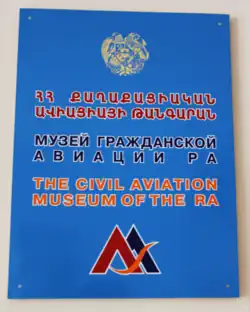 ՀՀ ՔԱՂԱՔԱՑԻԱԿԱՆ
ԱՎԻԱՑԻԱՅԻ ԹԱՆԳԱՐԱՆ
МУЗЕЙ ГРАЖДАНСКОЙ
АВИАЦИИ РА
THE CIVIL AVIATION
MUSEUM OF THE RA